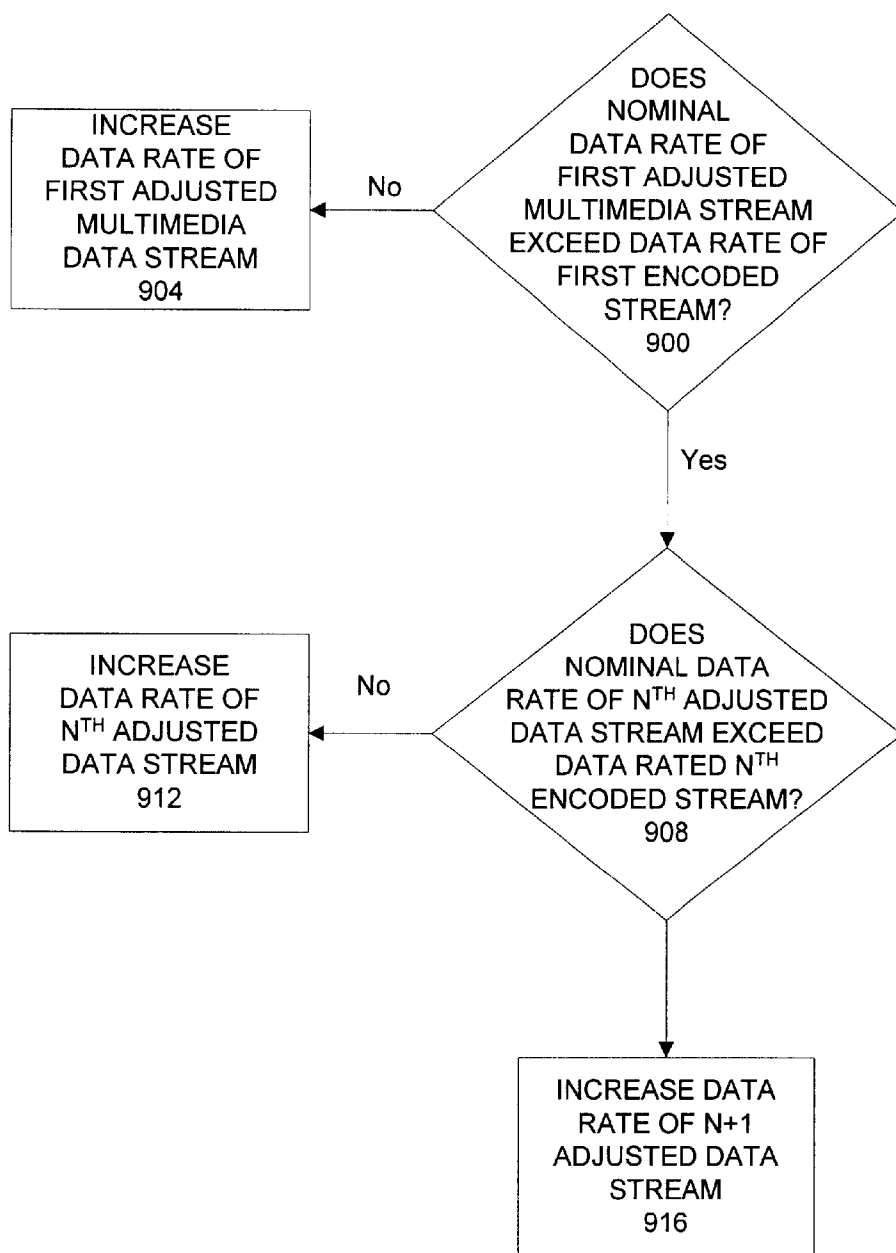 DOES
NOMINAL
DATA RATE OF
FIRST ADJUSTED
MULTIMEDIA STREAM
EXCEED DATA RATE OF
FIRST ENCODED
STREAM?
900
No
INCREASE
DATA RATE OF
FIRST ADJUSTED
MULTIMEDIA
DATA STREAM
904
Yes
DOES
NOMINAL DATA
RATE OF NTH ADJUSTED
DATA STREAM EXCEED
DATA RATED NTH
ENCODED STREAM?
908
No
INCREASE
DATA RATE OF
NTH ADJUSTED
DATA STREAM
912
INCREASE DATA
RATE OF N+1
ADJUSTED DATA
STREAM
916